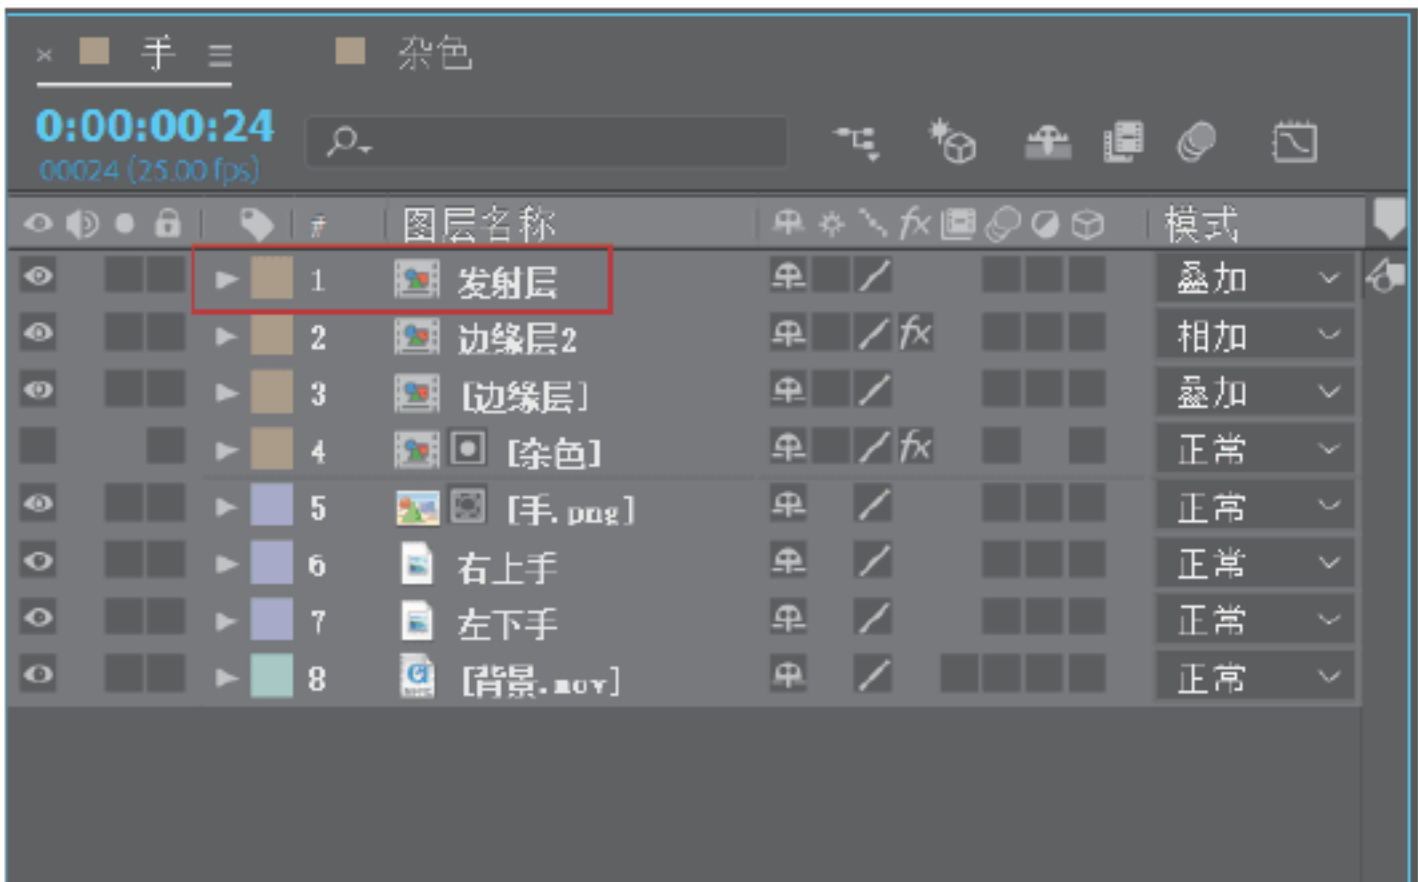 × 手 ≡ 杂色
0:00:00:24
00024 (25.00 fps)
# 图层名称 fx 模式
1 发射层 叠加
2 边缘层2 fx 相加
3 [边缘层] 叠加
4 [杂色] fx 正常
5 [手.png] 正常
6 右上手 正常
7 左下手 正常
8 [背景.mov] 正常